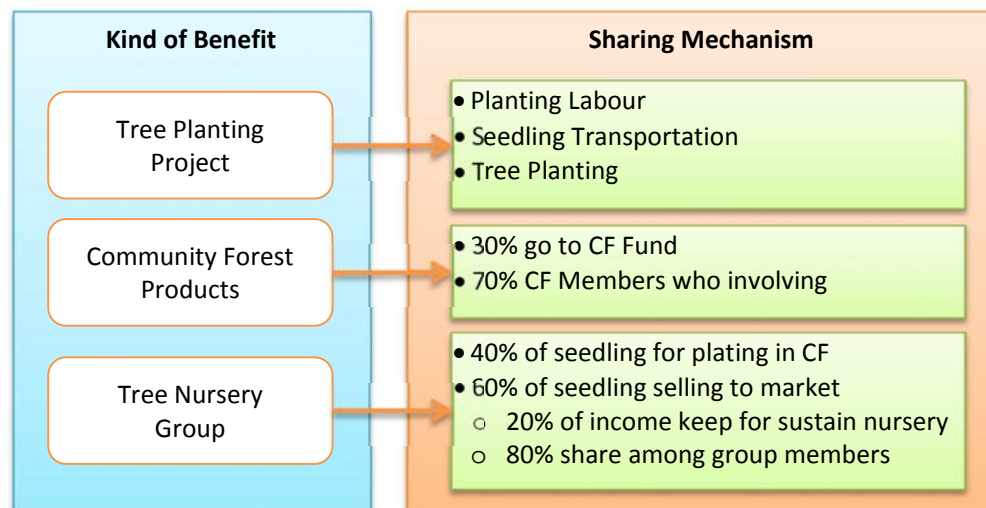 Kind of Benefit
Tree Planting
Project
Community Forest
Products
Tree Nursery
Group
Sharing Mechanism
• Planting Labour
• Seedling Transportation
• Tree Planting
• 30% go to CF Fund
• 70% CF Members who involving
• 40% of seedling for plating in CF
• 60% of seedling selling to market
o 20% of income keep for sustain nursery
o 80% share among group members